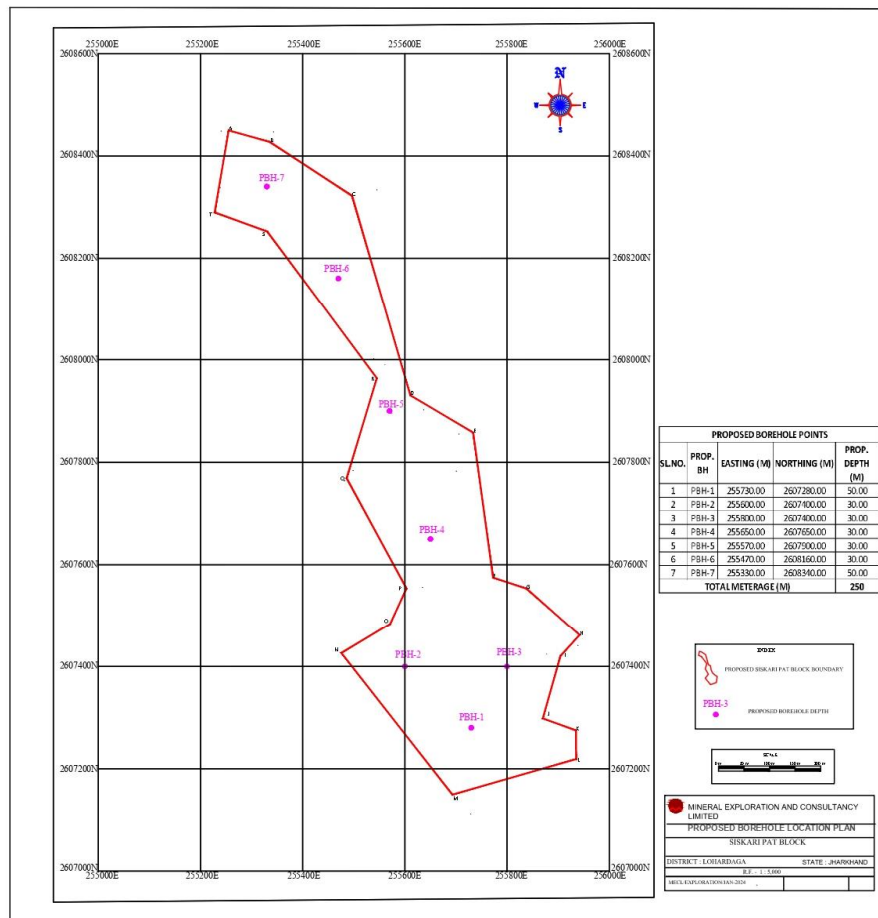 255000E 255200E 255400E 255600E 255800E 256000E
2608600N 2608600N
N
W E
S
A
B
PBH-7
2608400N 2608400N
C
T
S
PBH-6
2608200N 2608200N
2608000N 2608000N
R
PBH-5
2607800N 2607800N
Q
PBH-4
2607600N 2607600N
P
G
O
H
N
I
PBH-2 PBH-3
2607400N 2607400N
J
PBH-1
L
2607200N 2607200N
M
2607000N 2607000N
255000E 255200E 255400E 255600E 255800E 256000E
PROPOSED BOREHOLE POINTS
SL.NO. PROP. BH EASTING (M) NORTHING (M) PROP. DEPTH (M)
1 PBH-1 255730.00 2607280.00 50.00
2 PBH-2 255600.00 2607400.00 30.00
3 PBH-3 255800.00 2607400.00 30.00
4 PBH-4 255650.00 2607650.00 30.00
5 PBH-5 255570.00 2607900.00 30.00
6 PBH-6 255470.00 2608160.00 30.00
7 PBH-7 255330.00 2608340.00 50.00
TOTAL METERAGE (M) 250
INDEX
PROPOSED SISKARI PAT BLOCK BOUNDARY
PBH-3
PROPOSED BOREHOLE DEPTH
SCALE
MINERAL EXPLORATION AND CONSULTANCY
LIMITED
PROPOSED BOREHOLE LOCATION PLAN
SISKARI PAT BLOCK
DISTRICT : LOHARDAGA STATE : JHARKHAND
R.F. - 1 : 5,000
MECL/EXPLORATION/JAN-2024